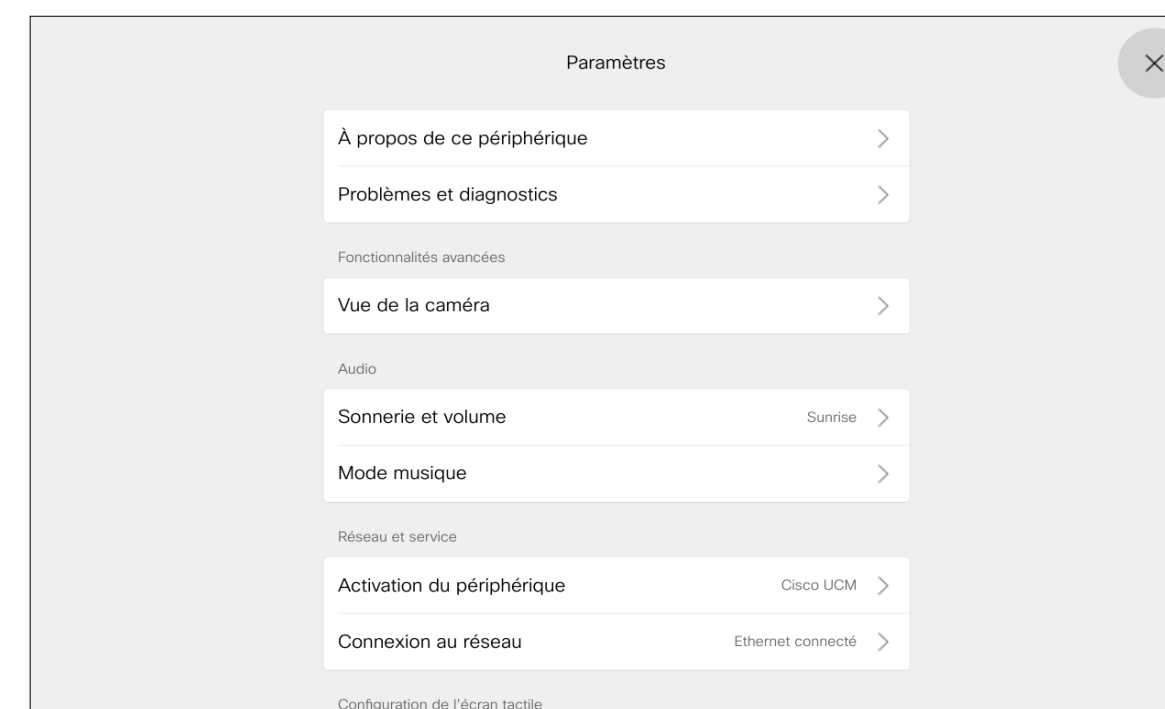 Paramètres
À propos de ce périphérique
Problèmes et diagnostics
Fonctionnalités avancées
Vue de la caméra
Audio
Sonnerie et volume Sunrise
Mode musique
Réseau et service
Activation du périphérique Cisco UCM
Connexion au réseau Ethernet connecté
Configuration de l'écran tactile